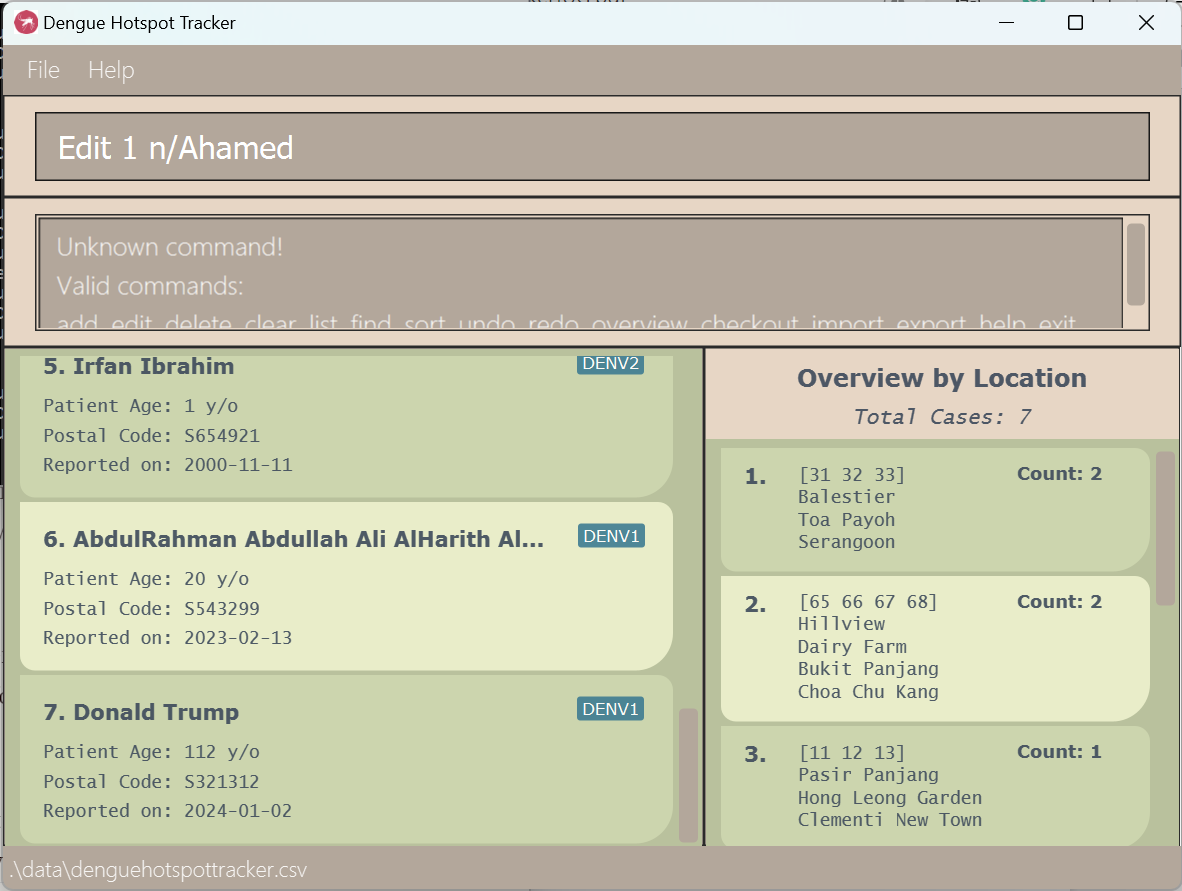 Dengue Hotspot Tracker
File Help
Edit 1 n/Ahamed
Unknown command!
Valid commands:
add edit delete clear list find sort undo redo overview checkout import export help exit
5. Irfan Ibrahim DENV2
Patient Age: 1 y/o
Postal Code: S654921
Reported on: 2000-11-11
6. AbdulRahman Abdullah Ali AlHarith Al... DENV1
Patient Age: 20 y/o
Postal Code: S543299
Reported on: 2023-02-13
7. Donald Trump DENV1
Patient Age: 112 y/o
Postal Code: S321312
Reported on: 2024-01-02
Overview by Location
Total Cases: 7
1. [31 32 33] Count: 2
Balestier
Toa Payoh
Serangoon
2. [65 66 67 68] Count: 2
Hillview
Dairy Farm
Bukit Panjang
Choa Chu Kang
3. [11 12 13] Count: 1
Pasir Panjang
Hong Leong Garden
Clementi New Town
.\data\denguehotspottracker.csv